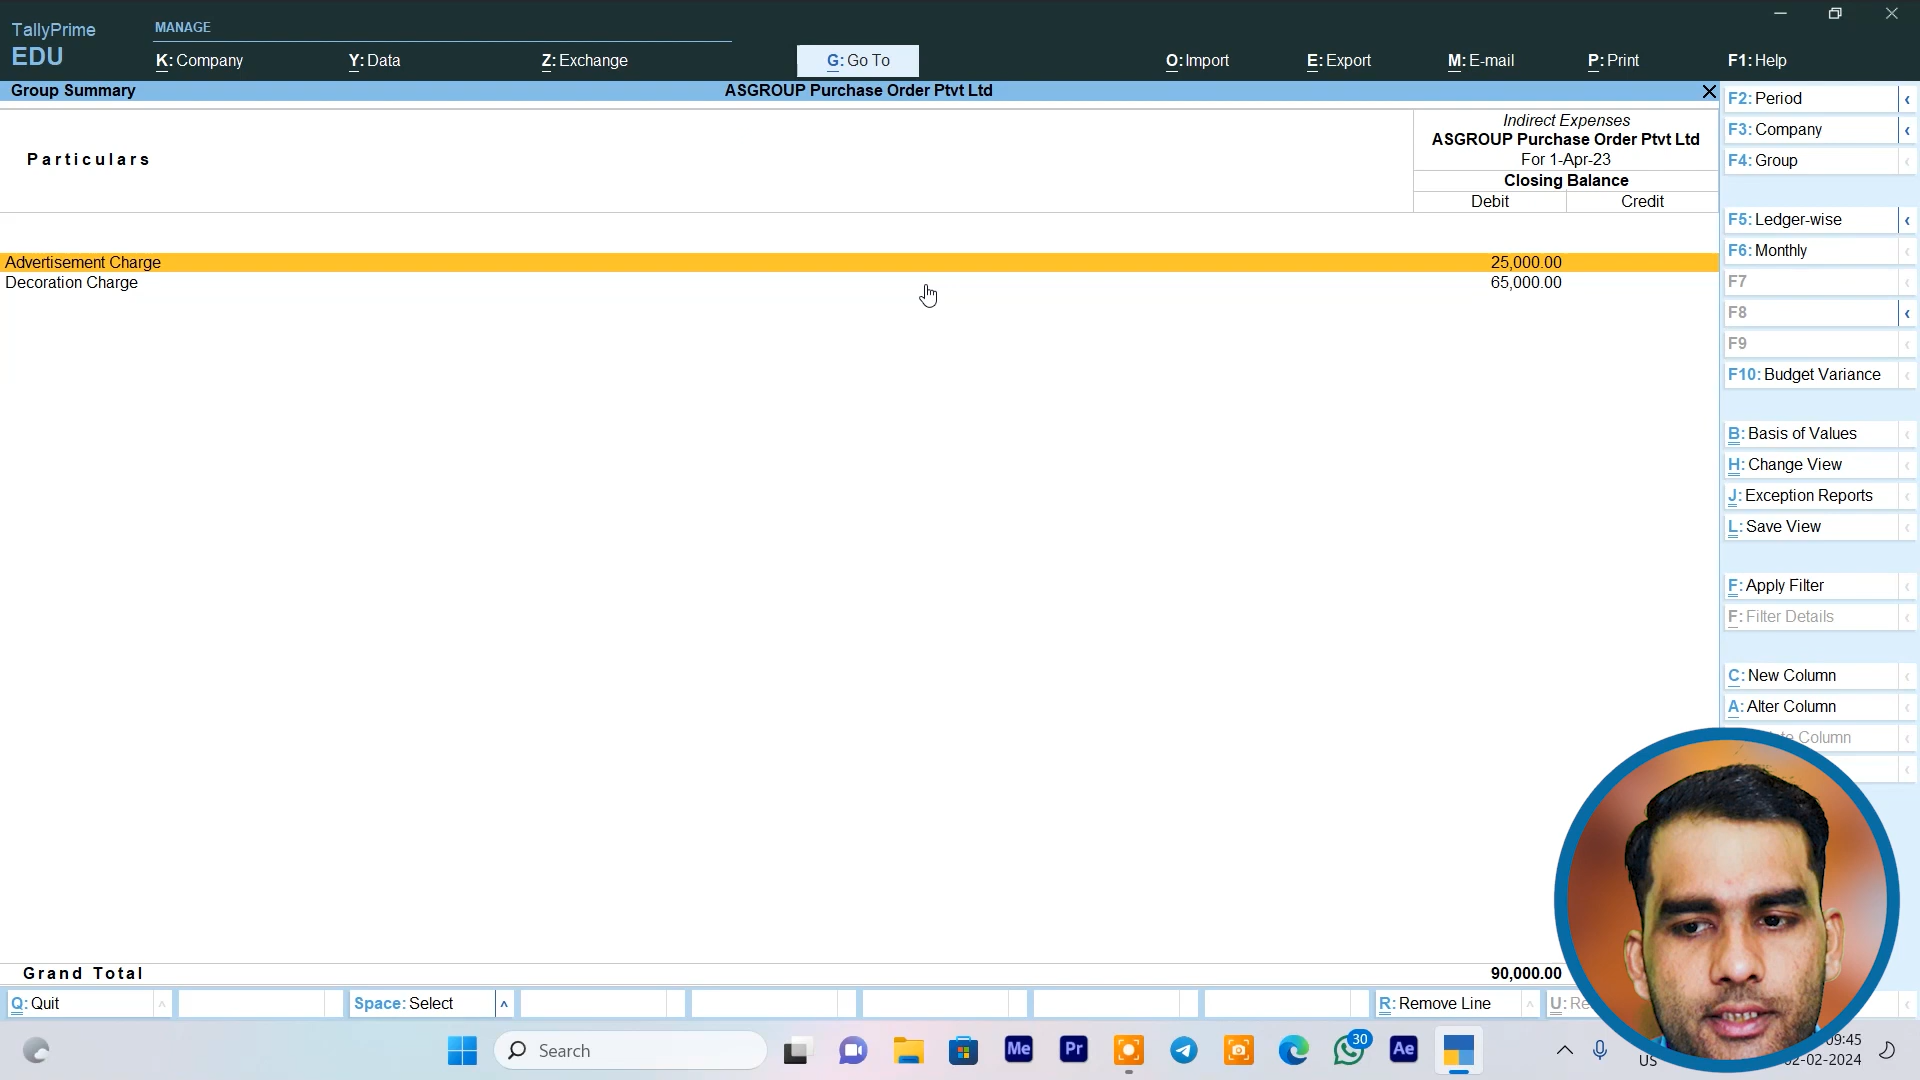 TallyPrime
EDU
MANAGE
K: Company
Y: Data
Z: Exchange
G: Go To
O: Import
E: Export
M: E-mail
P: Print
F1: Help
Group Summary
ASGROUP Purchase Order Ptvt Ltd
Particulars
Indirect Expenses
ASGROUP Purchase Order Ptvt Ltd
For 1-Apr-23
Closing Balance
Debit Credit
Advertisement Charge 25,000.00
Decoration Charge 65,000.00
Grand Total 90,000.00
F2: Period
F3: Company
F4: Group
F5: Ledger-wise
F6: Monthly
F7
F8
F9
F10: Budget Variance
B: Basis of Values
H: Change View
J: Exception Reports
L: Save View
F: Apply Filter
F: Filter Details
C: New Column
A: Alter Column
Column
Q: Quit
Space: Select
R: Remove Line
U: Re
Search
Me
Pr
30
Ae
US
09:45
02-02-2024